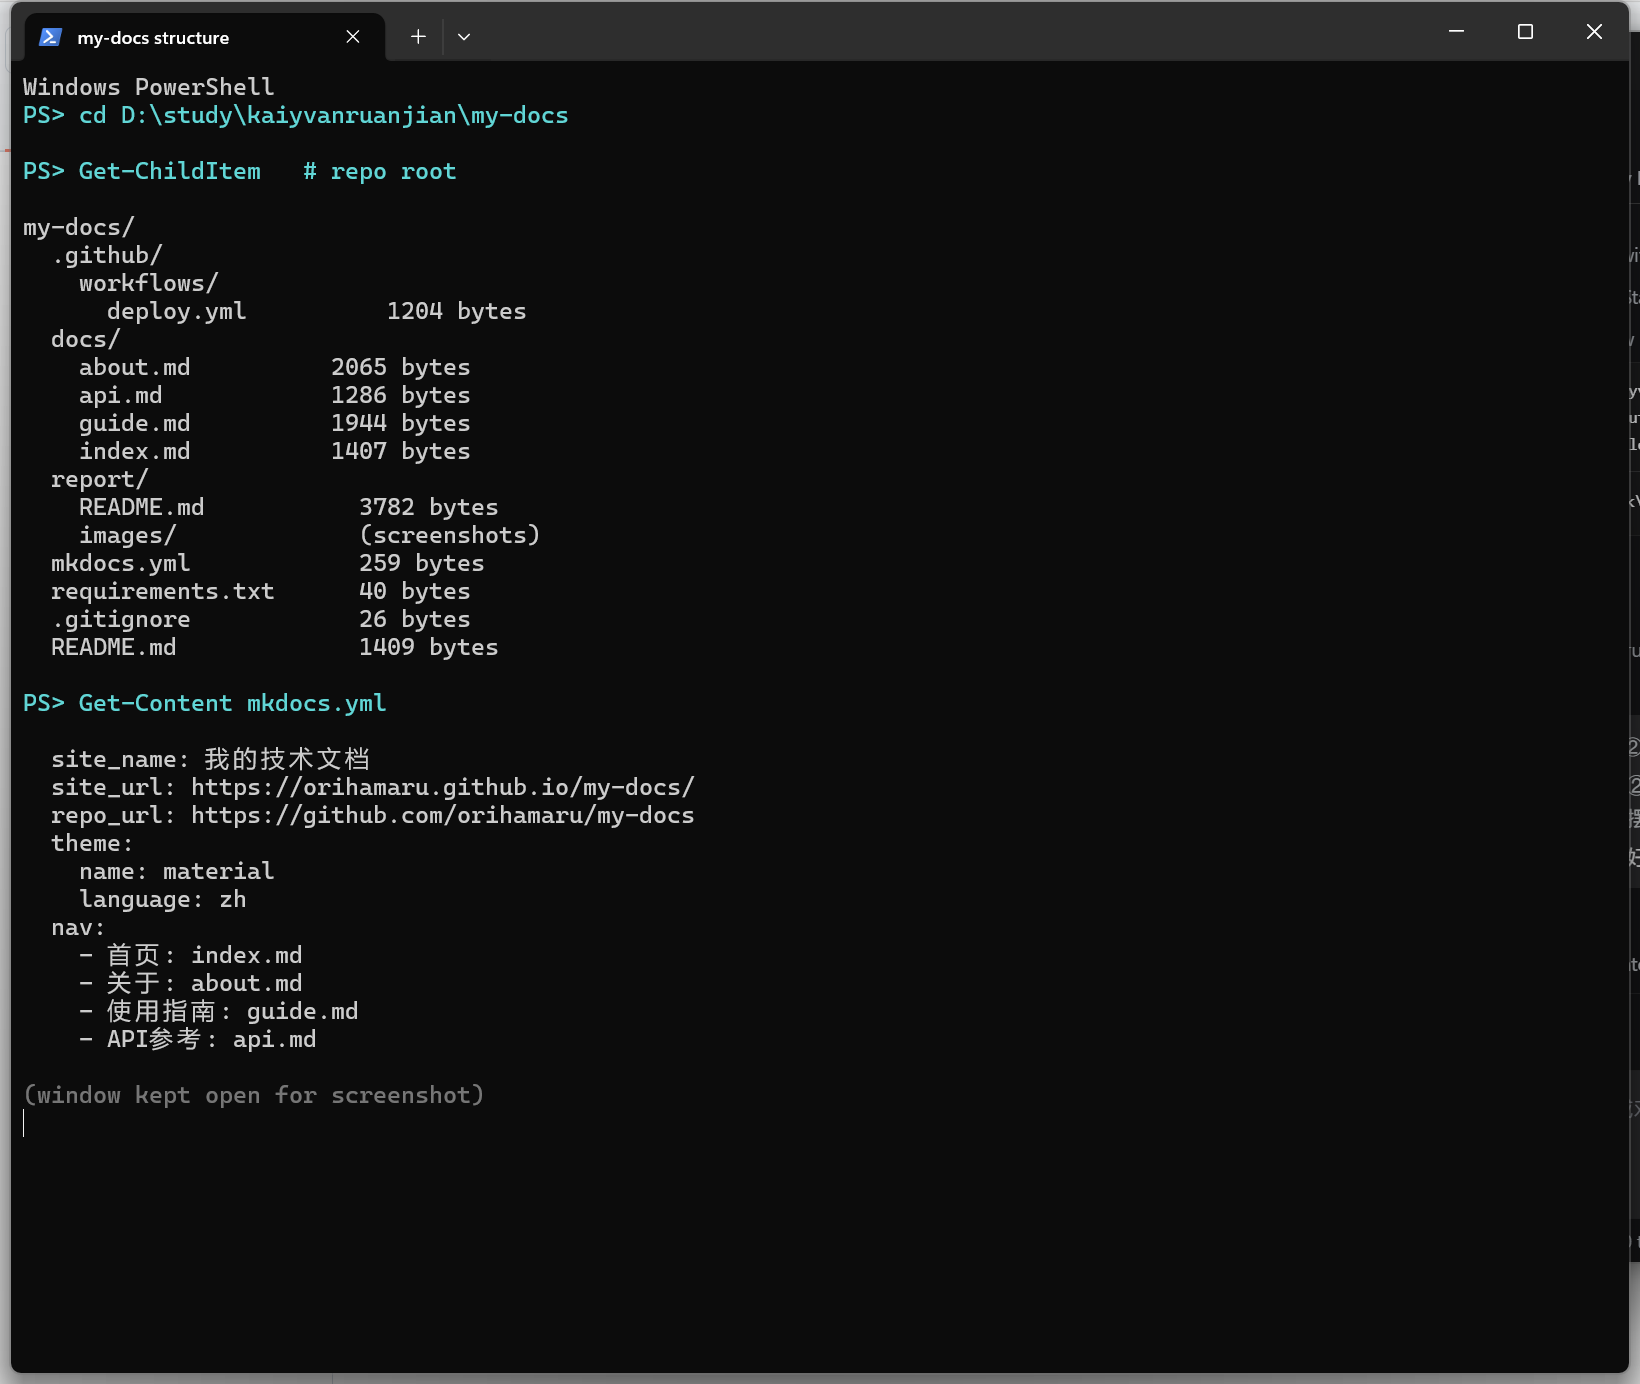 my-docs structure
Windows PowerShell
PS> cd D:\study\kaiyvanruanjian\my-docs
PS> Get-ChildItem   # repo root
my-docs/
  .github/
    workflows/
      deploy.yml          1204 bytes
  docs/
    about.md          2065 bytes
    api.md            1286 bytes
    guide.md          1944 bytes
    index.md          1407 bytes
  report/
    README.md           3782 bytes
    images/             (screenshots)
  mkdocs.yml            259 bytes
  requirements.txt      40 bytes
  .gitignore            26 bytes
  README.md             1409 bytes
PS> Get-Content mkdocs.yml
  site_name: 我的技术文档
  site_url: https://orihamaru.github.io/my-docs/
  repo_url: https://github.com/orihamaru/my-docs
  theme:
    name: material
    language: zh
  nav:
    - 首页: index.md
    - 关于: about.md
    - 使用指南: guide.md
    - API参考: api.md
(window kept open for screenshot)